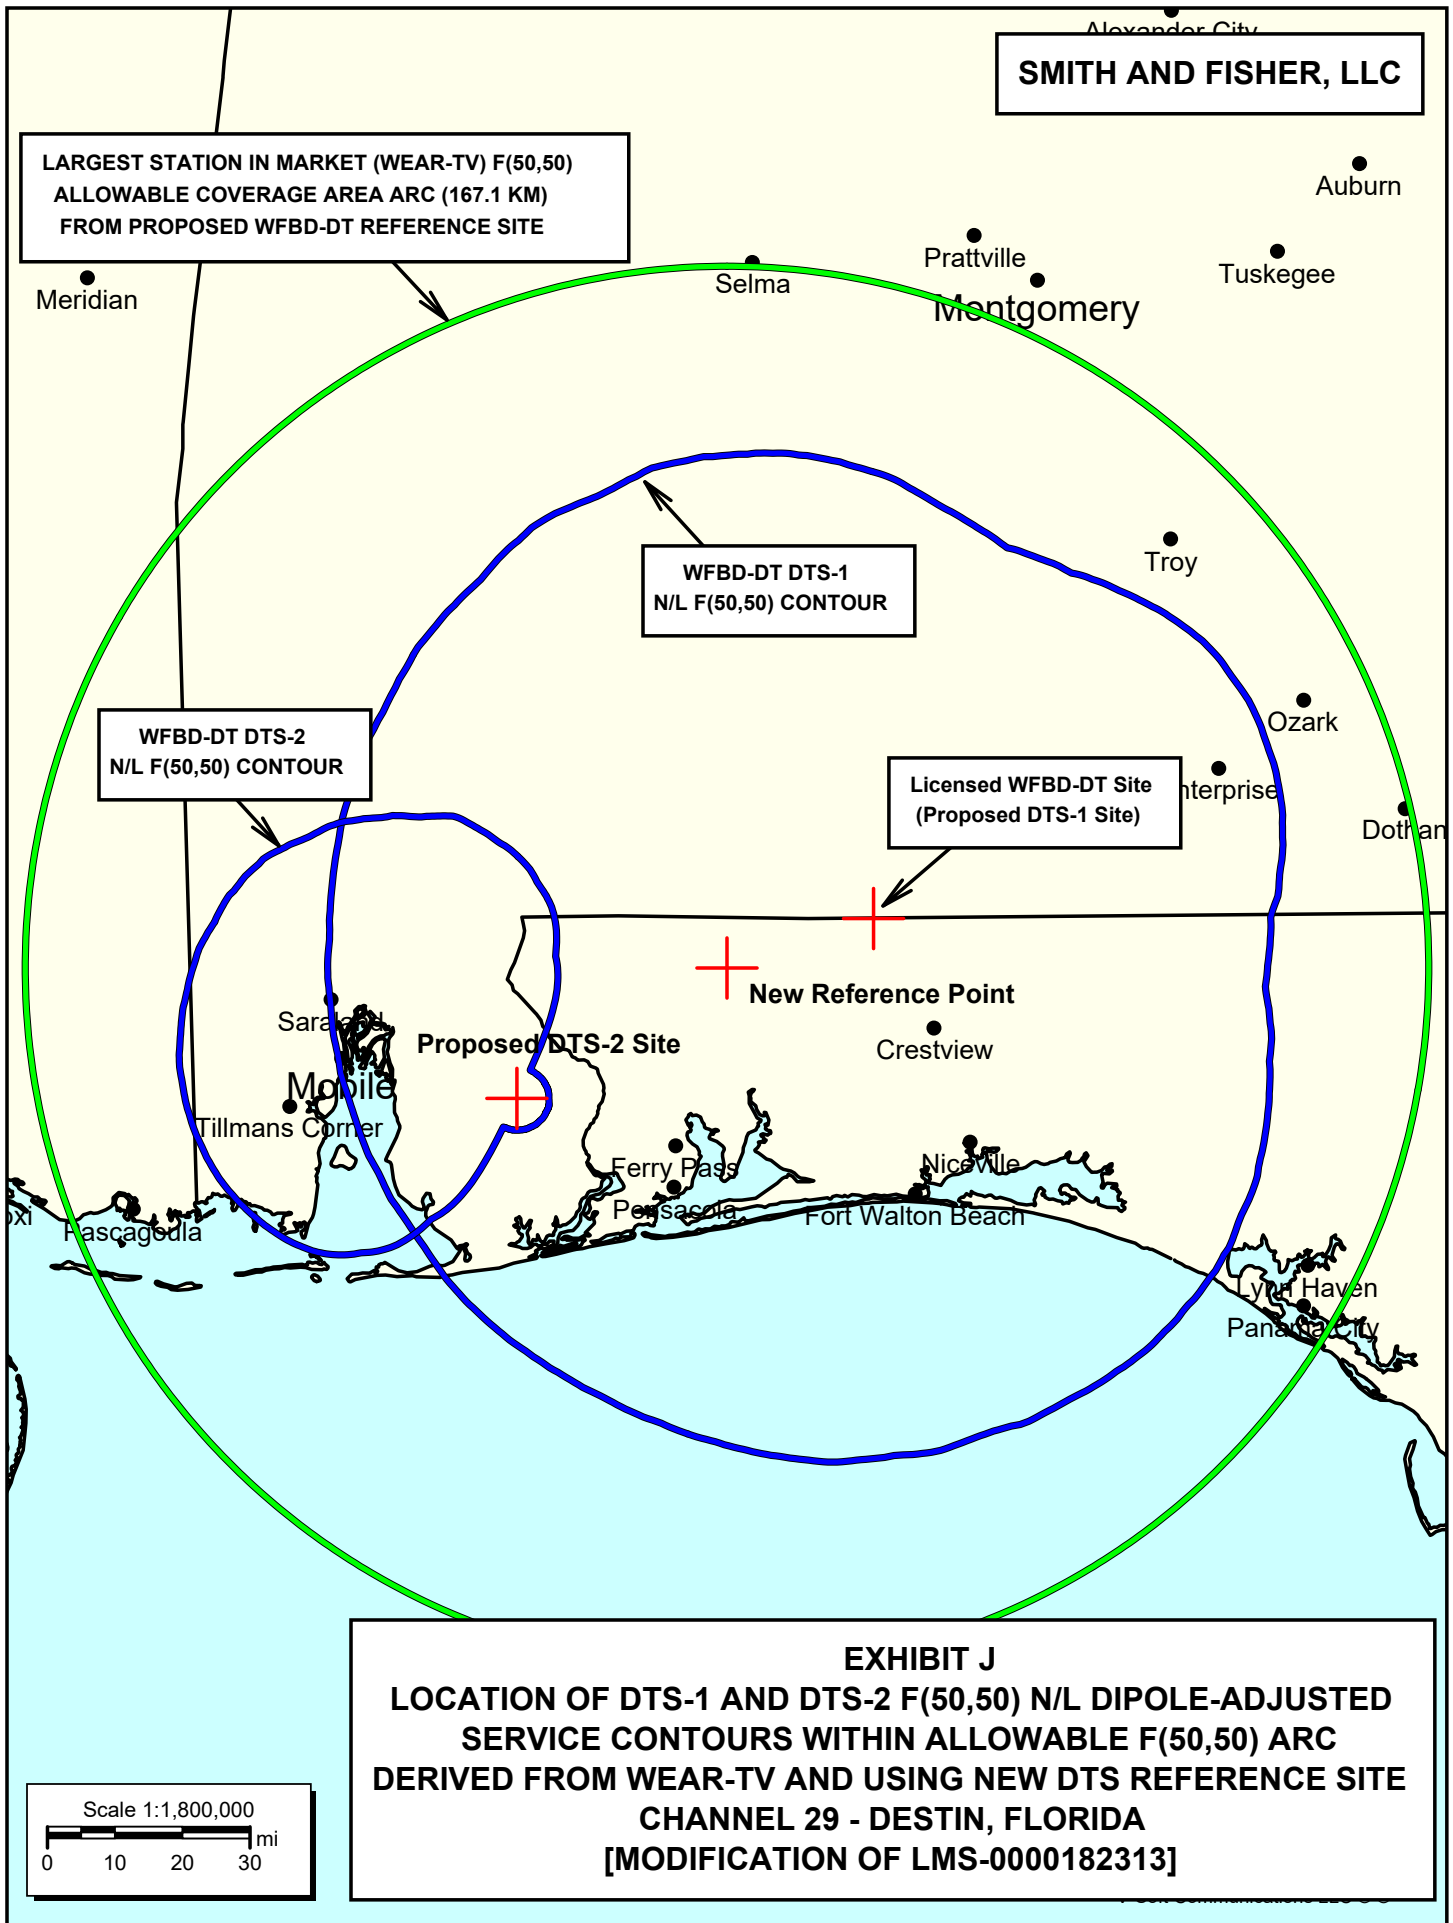 Alexander City
SMITH AND FISHER, LLC
LARGEST STATION IN MARKET (WEAR-TV) F(50,50)
ALLOWABLE COVERAGE AREA ARC (167.1 KM)
FROM PROPOSED WFBD-DT REFERENCE SITE
Auburn
Prattville
Tuskegee
Meridian
Selma
Montgomery
WFBD-DT DTS-1
N/L F(50,50) CONTOUR
Troy
Ozark
WFBD-DT DTS-2
N/L F(50,50) CONTOUR
Licensed WFBD-DT Site
(Proposed DTS-1 Site)
nterprise
Dothan
New Reference Point
Saraland
Proposed DTS-2 Site
Crestview
Mobile
Tillmans Corner
Ferry Pass
Niceville
Pensacola
Fort Walton Beach
oxi
Pascagoula
Lynn Haven
Panama City
EXHIBIT J
LOCATION OF DTS-1 AND DTS-2 F(50,50) N/L DIPOLE-ADJUSTED
SERVICE CONTOURS WITHIN ALLOWABLE F(50,50) ARC
DERIVED FROM WEAR-TV AND USING NEW DTS REFERENCE SITE
CHANNEL 29 - DESTIN, FLORIDA
[MODIFICATION OF LMS-0000182313]
Scale 1:1,800,000
mi
0 10 20 30